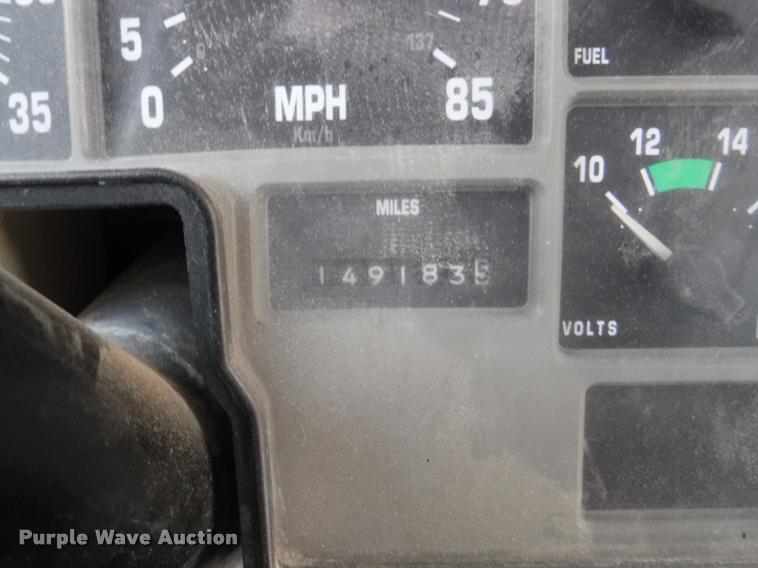 5
0
MPH
Km/h
137
85
35
FUEL
10 12 14
VOLTS
MILES
1491835
Purple Wave Auction